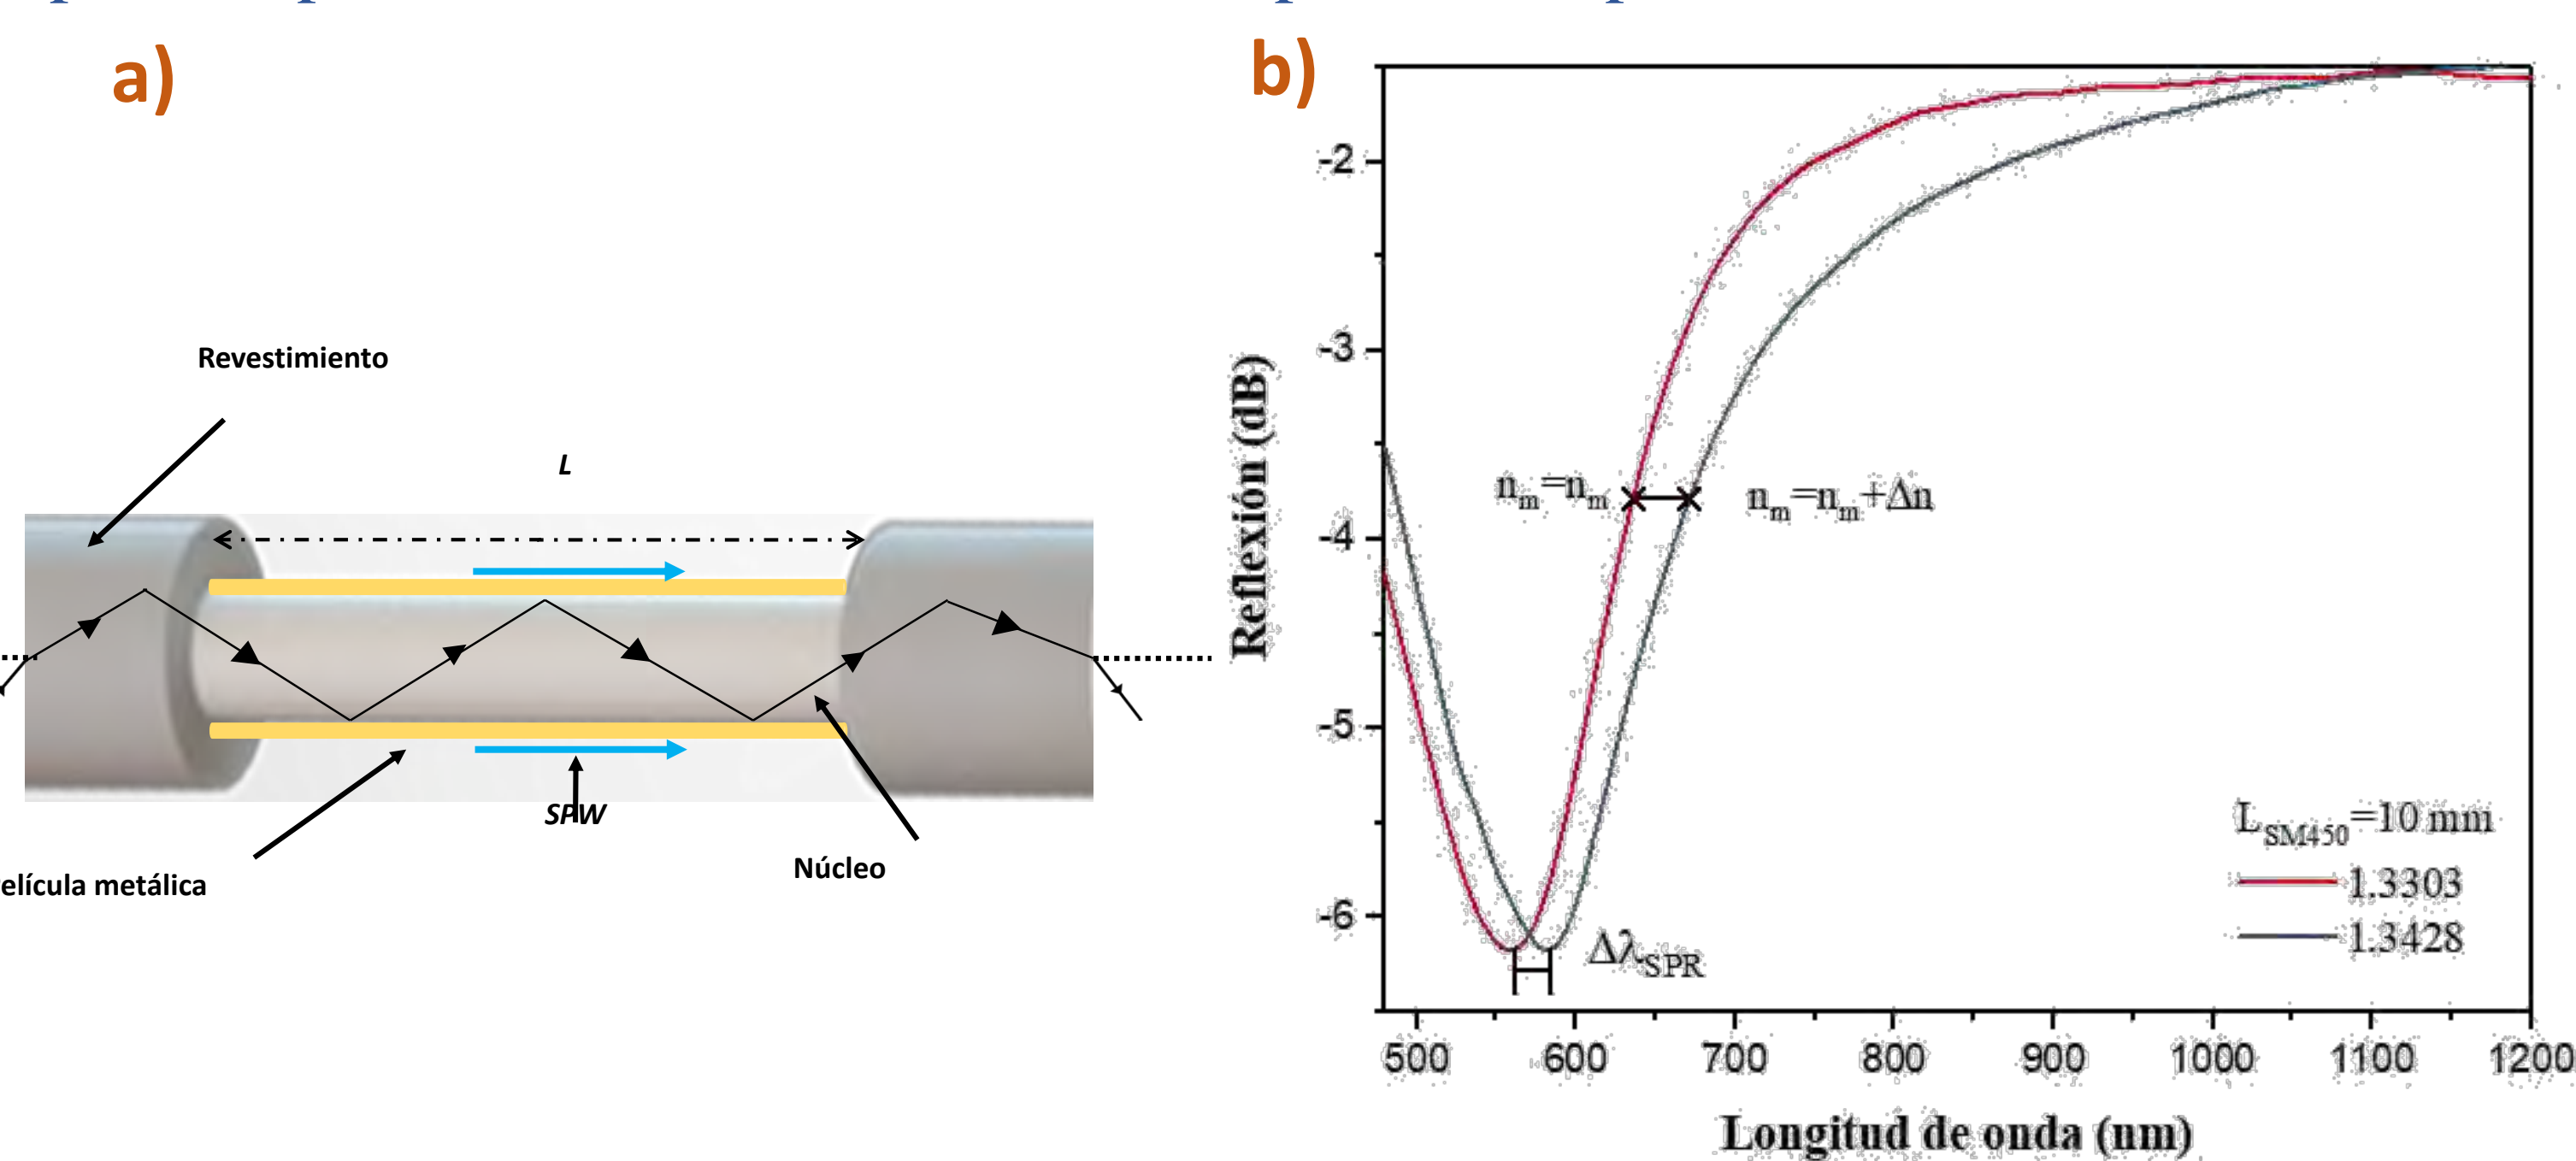 a)
Revestimiento
L
SPW
Núcleo
elícula metálica
b)
Reflexión (dB)
-2
-3
-4
-5
-6
n_m=n_m
n_m=n_m+Δn
Δλ_SPR
L_SM450=10 mm
1.3303
1.3428
500 600 700 800 900 1000 1100 1200
Longitud de onda (nm)